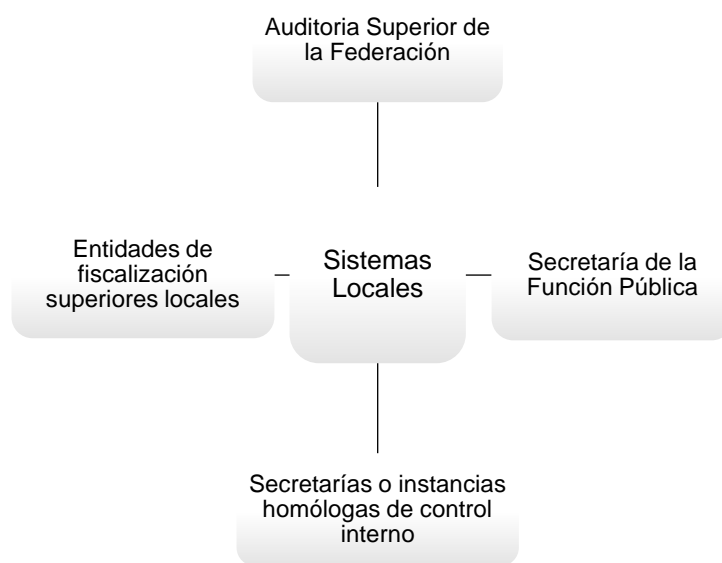 Auditoria Superior de
la Federación
Entidades de
fiscalización
superiores locales
Sistemas
Locales
Secretaría de la
Función Pública
Secretarías o instancias
homólogas de control
interno